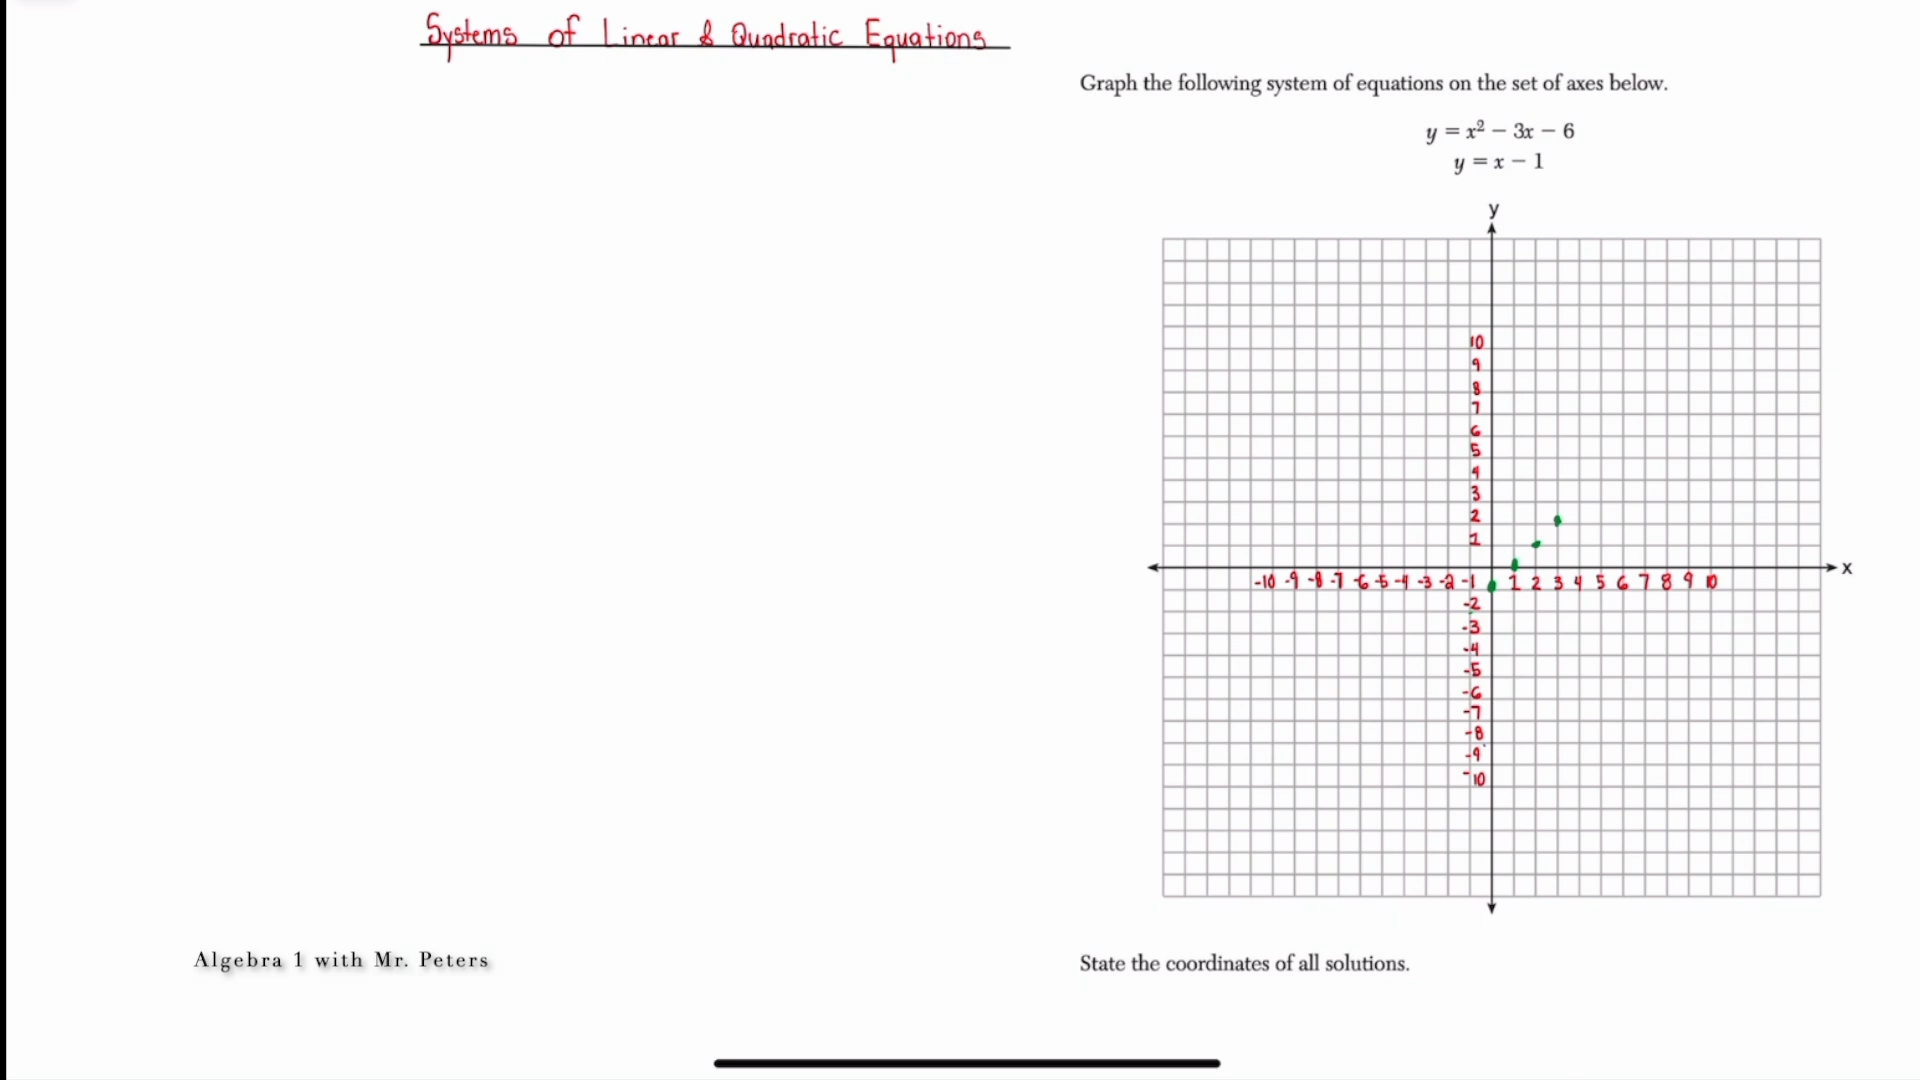 Systems of Linear & Quadratic Equations
Graph the following system of equations on the set of axes below.
y = x² − 3x − 6
y = x − 1
y
10
9
8
7
6
5
4
3
2
1
x
-10 -9 -8 -7 -6 -5 -4 -3 -2 -1 1 2 3 4 5 6 7 8 9 10
-2
-3
-4
-5
-6
-7
-8
-9
-10
Algebra 1 with Mr. Peters
State the coordinates of all solutions.